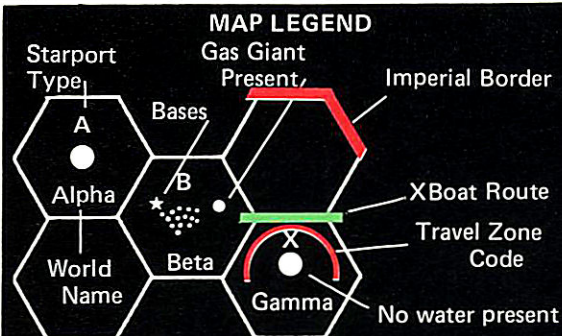 MAP LEGEND
Starport
Type
Gas Giant
Present
Imperial Border
Bases
A
B
Alpha
XBoat Route
X
Travel Zone
Code
World
Name
Beta
Gamma
No water present